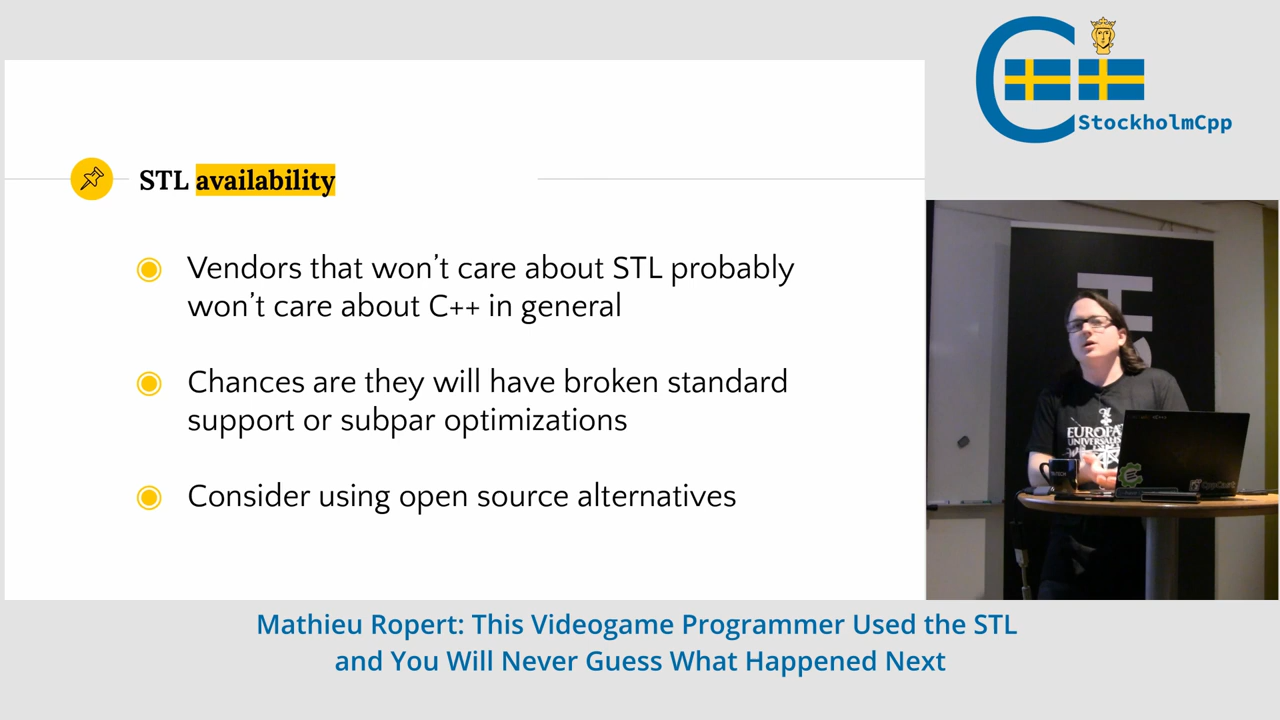 StockholmCpp
STL availability
Vendors that won't care about STL probably
won't care about C++ in general
Chances are they will have broken standard
support or subpar optimizations
Consider using open source alternatives
EUROPA
UNIVERSALIS
Mathieu Ropert: This Videogame Programmer Used the STL
and You Will Never Guess What Happened Next